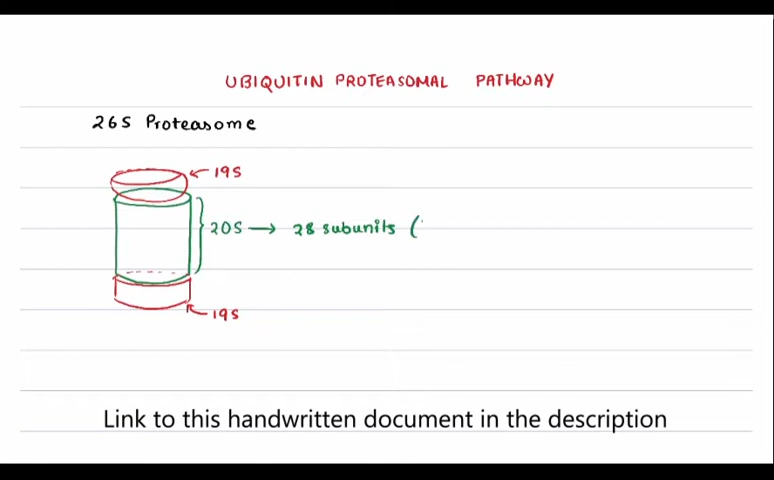 UBIQUITIN PROTEASOMAL PATHWAY
26S Proteasome
←19S
20S → 28 subunits (
←19S
Link to this handwritten document in the description